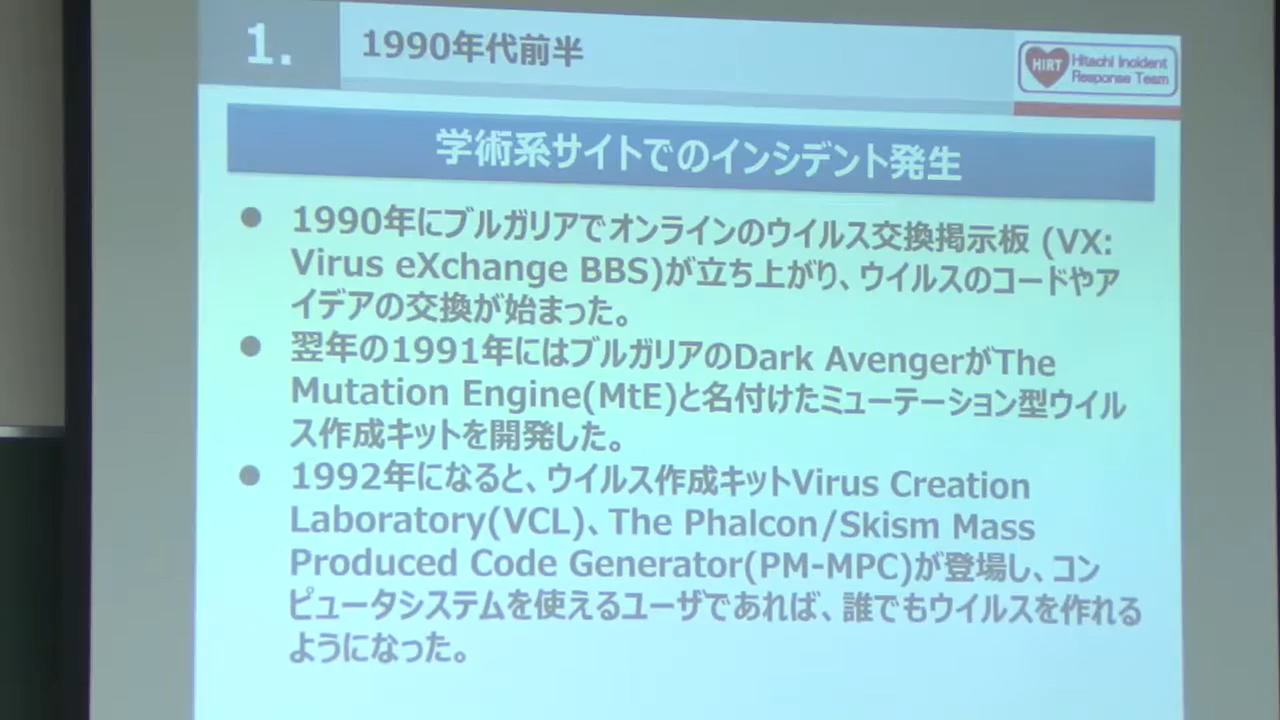 1.
1990年代前半
HIRT
Hitachi Incident
Response Team
学術系サイトでのインシデント発生
● 1990年にブルガリアでオンラインのウイルス交換掲示板 (VX:
Virus eXchange BBS)が立ち上がり、ウイルスのコードやア
イデアの交換が始まった。
● 翌年の1991年にはブルガリアのDark AvengerがThe
Mutation Engine(MtE)と名付けたミューテーション型ウイル
ス作成キットを開発した。
● 1992年になると、ウイルス作成キットVirus Creation
Laboratory(VCL)、The Phalcon/Skism Mass
Produced Code Generator(PM-MPC)が登場し、コン
ピュータシステムを使えるユーザであれば、誰でもウイルスを作れる
ようになった。